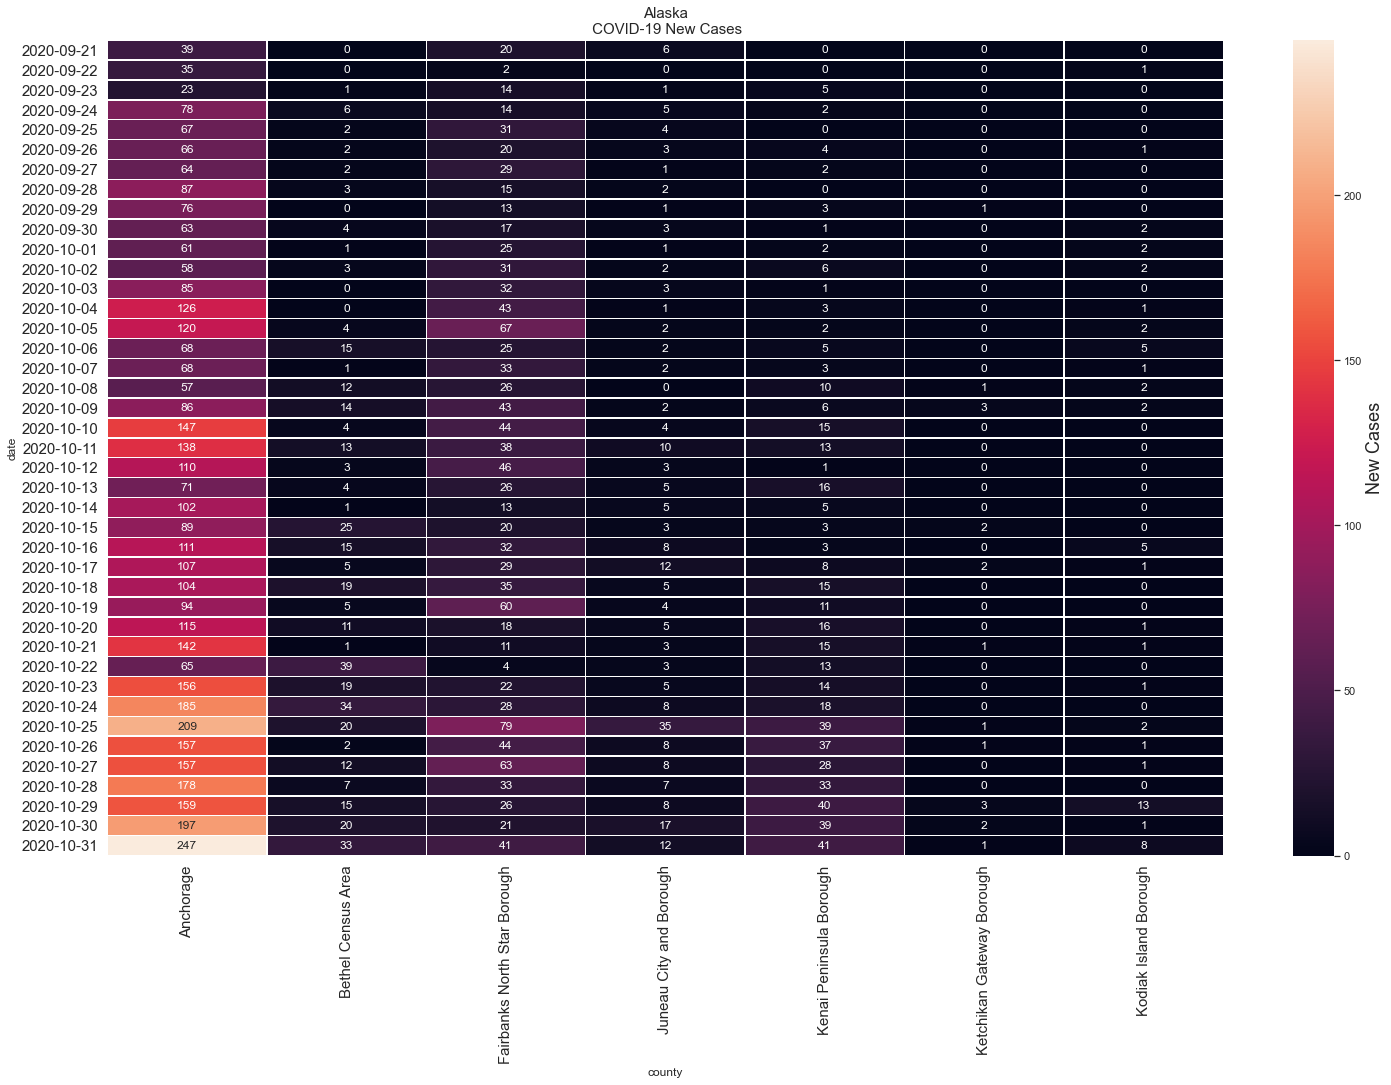 Alaska
COVID-19 New Cases
2020-09-21 39 0 20 6 0 0 0
2020-09-22 35 0 2 0 0 0 1
2020-09-23 23 1 14 1 5 0 0
2020-09-24 78 6 14 5 2 0 0
2020-09-25 67 2 31 4 0 0 0
2020-09-26 66 2 20 3 4 0 1
2020-09-27 64 2 29 1 2 0 0
2020-09-28 87 3 15 2 0 0 0
2020-09-29 76 0 13 1 3 1 0
2020-09-30 63 4 17 3 1 0 2
2020-10-01 61 1 25 1 2 0 2
2020-10-02 58 3 31 2 6 0 2
2020-10-03 85 0 32 3 1 0 0
2020-10-04 126 0 43 1 3 0 1
2020-10-05 120 4 67 2 2 0 2
2020-10-06 68 15 25 2 5 0 5
2020-10-07 68 1 33 2 3 0 1
2020-10-08 57 12 26 0 10 1 2
2020-10-09 86 14 43 2 6 3 2
2020-10-10 147 4 44 4 15 0 0
2020-10-11 138 13 38 10 13 0 0
2020-10-12 110 3 46 3 1 0 0
2020-10-13 71 4 26 5 16 0 0
2020-10-14 102 1 13 5 5 0 0
2020-10-15 89 25 20 3 3 2 0
2020-10-16 111 15 32 8 3 0 5
2020-10-17 107 5 29 12 8 2 1
2020-10-18 104 19 35 5 15 0 0
2020-10-19 94 5 60 4 11 0 0
2020-10-20 115 11 18 5 16 0 1
2020-10-21 142 1 11 3 15 1 1
2020-10-22 65 39 4 3 13 0 0
2020-10-23 156 19 22 5 14 0 1
2020-10-24 185 34 28 8 18 0 0
2020-10-25 209 20 79 35 39 1 2
2020-10-26 157 2 44 8 37 1 1
2020-10-27 157 12 63 8 28 0 1
2020-10-28 178 7 33 7 33 0 0
2020-10-29 159 15 26 8 40 3 13
2020-10-30 197 20 21 17 39 2 1
2020-10-31 247 33 41 12 41 1 8
date
Anchorage
Bethel Census Area
Fairbanks North Star Borough
Juneau City and Borough
Kenai Peninsula Borough
Ketchikan Gateway Borough
Kodiak Island Borough
county
200
150
100
50
0
New Cases